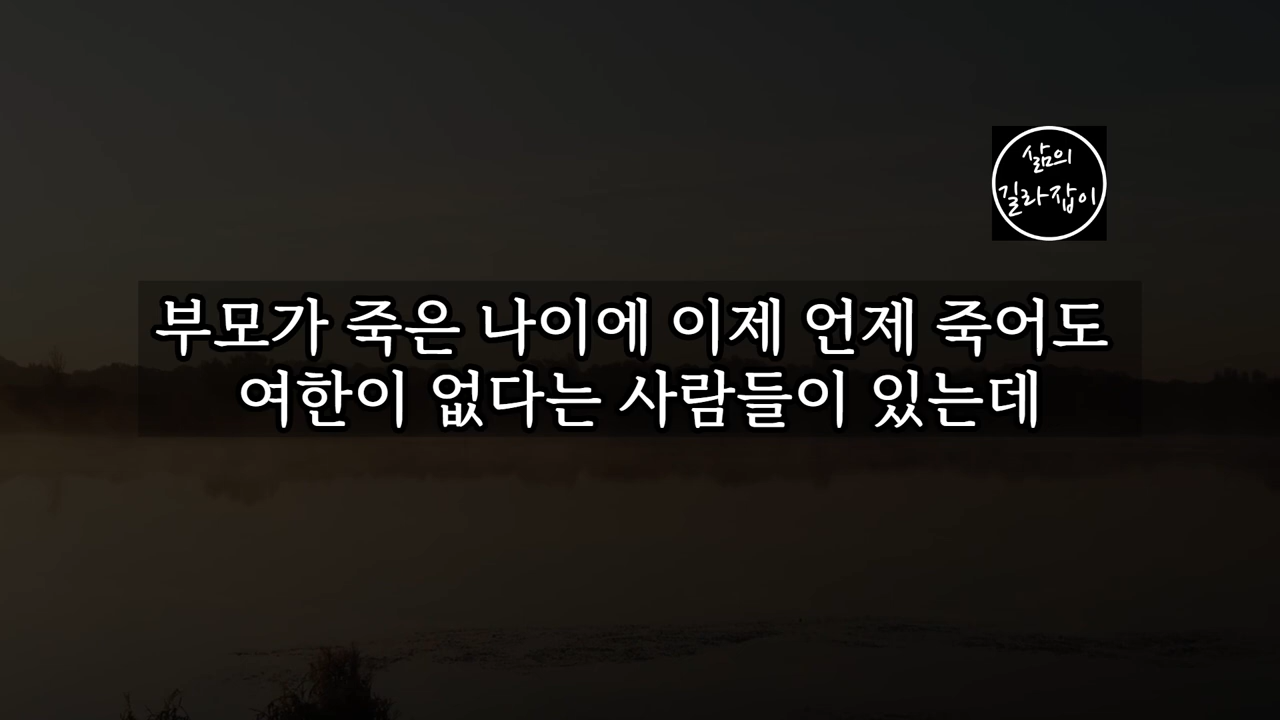 삶의
길라잡이
부모가 죽은 나이에 이제 언제 죽어도
여한이 없다는 사람들이 있는데